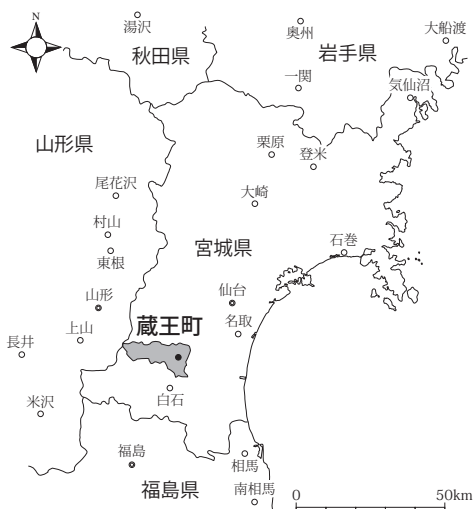 N
湯沢
秋田県
奥州
岩手県
大船渡
一関
気仙沼
山形県
栗原
登米
尾花沢
大崎
村山
宮城県
石巻
東根
山形
仙台
蔵王町
名取
上山
長井
白石
米沢
福島
相馬
福島県
南相馬
0
50km